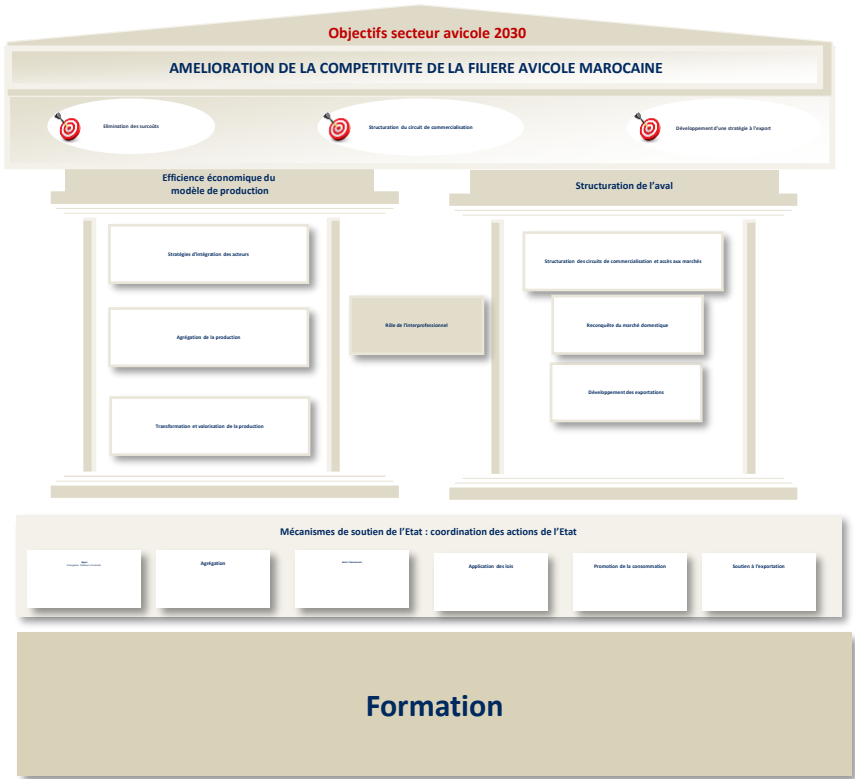 Objectifs secteur avicole 2030
AMELIORATION DE LA COMPETITIVITE DE LA FILIERE AVICOLE MAROCAINE
Elimination des surcoûts
Structuration du circuit de commercialisation
Développement d'une stratégie à l'export
Efficience économique du
modèle de production
Structuration de l'aval
Stratégies d'intégration des acteurs
Structuration des circuits de commercialisation et accès aux marchés
Rôle de l'interprofessionnel
Reconquête du marché domestique
Agrégation de la production
Développement des exportations
Transformation et valorisation de la production
Mécanismes de soutien de l'Etat : coordination des actions de l'Etat
Agrégation
Application des lois
Promotion de la consommation
Soutien à l'exportation
Formation